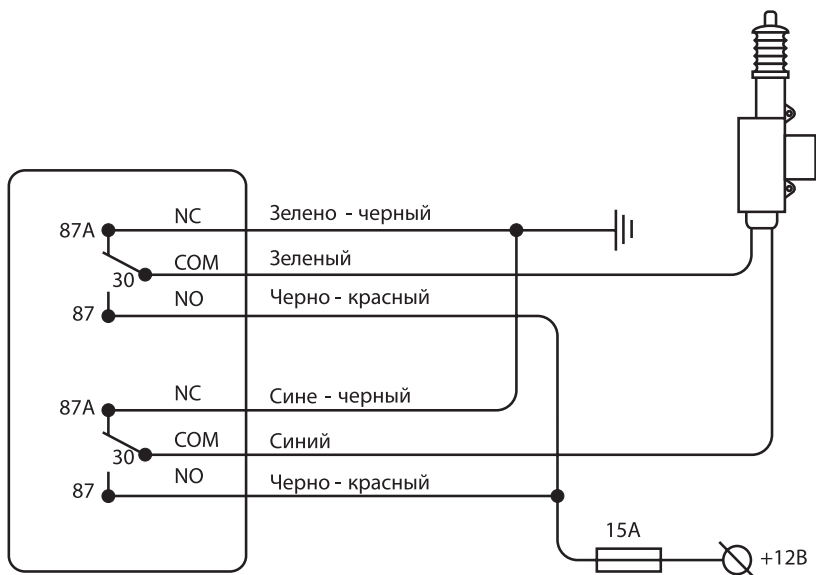 87A NC Зелено - черный
30 COM Зеленый
87 NO Черно - красный
87A NC Сине - черный
30 COM Синий
87 NO Черно - красный
15А
+12В